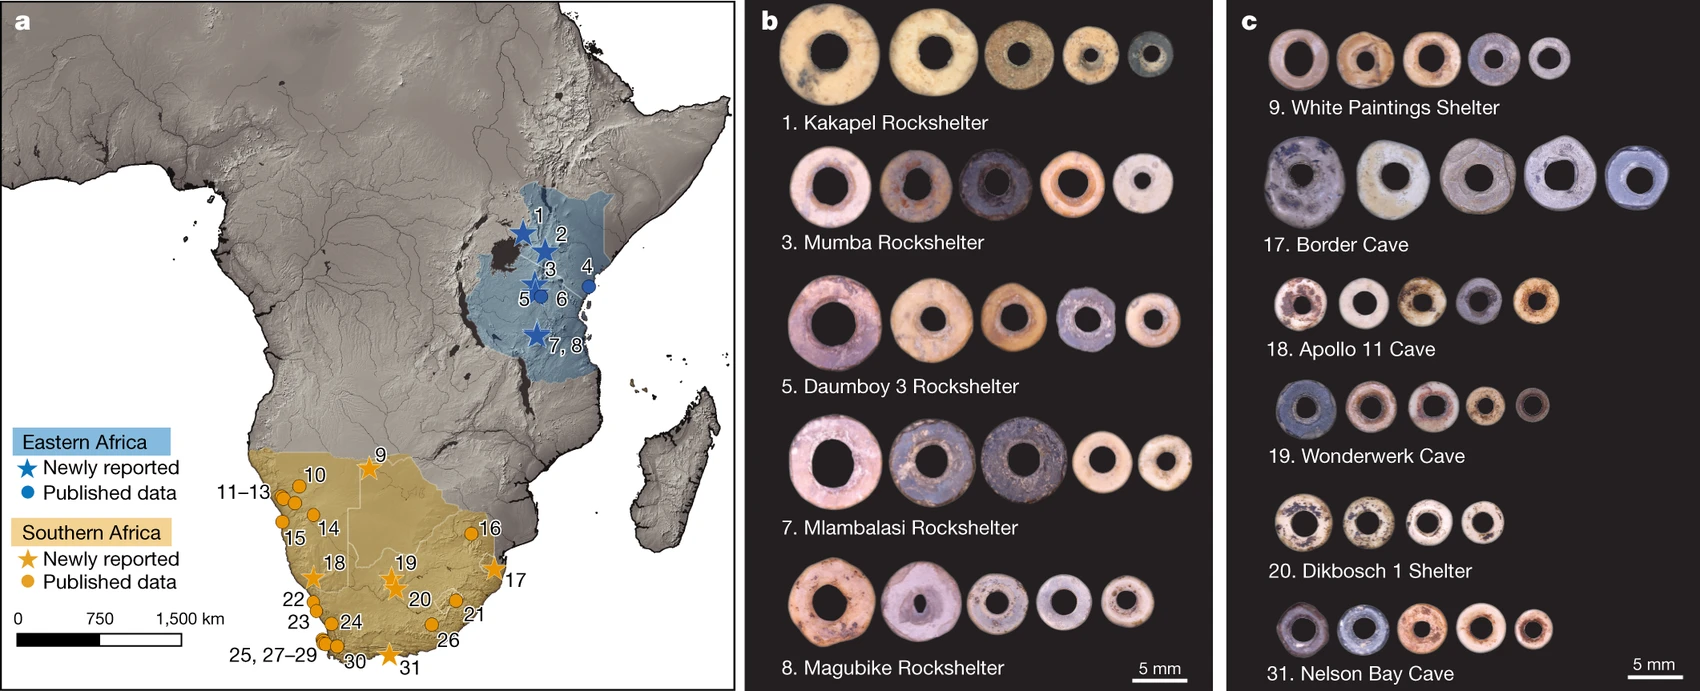 a
1
2
3
4
5
6
7, 8
Eastern Africa
Newly reported
Published data
Southern Africa
Newly reported
Published data
0 750 1,500 km
9
10
11–13
14
15
16
17
18
19
20
21
22
23
24
25, 27–29
26
30
31
b
1. Kakapel Rockshelter
3. Mumba Rockshelter
5. Daumboy 3 Rockshelter
7. Mlambalasi Rockshelter
8. Magubike Rockshelter
5 mm
c
9. White Paintings Shelter
17. Border Cave
18. Apollo 11 Cave
19. Wonderwerk Cave
20. Dikbosch 1 Shelter
31. Nelson Bay Cave
5 mm